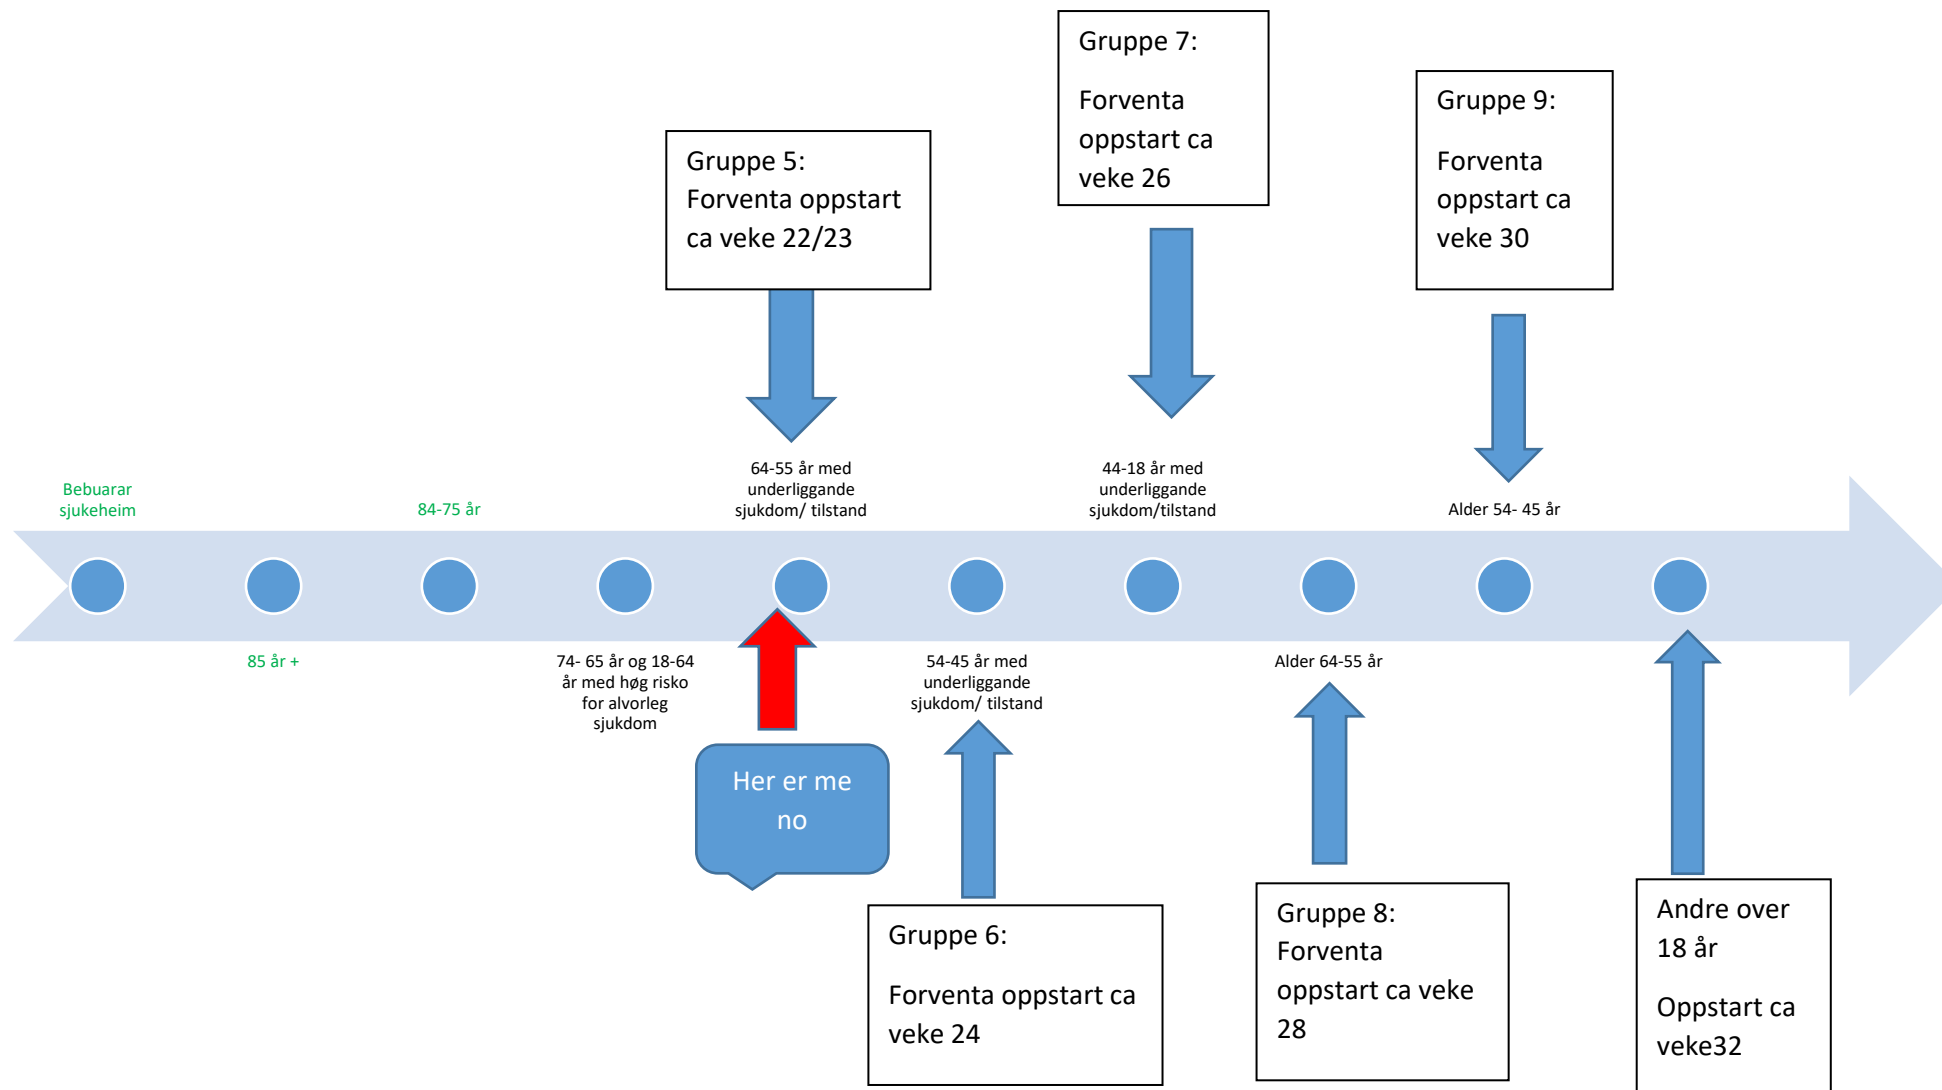 Gruppe 7:
Forventa
oppstart ca
veke 26
Gruppe 9:
Forventa
oppstart ca
veke 30
Gruppe 5:
Forventa oppstart
ca veke 22/23
Bebuarar
sjukeheim
84-75 år
64-55 år med
underliggande
sjukdom/ tilstand
44-18 år med
underliggande
sjukdom/tilstand
Alder 54- 45 år
85 år +
74- 65 år og 18-64
år med høg risko
for alvorleg
sjukdom
54-45 år med
underliggande
sjukdom/ tilstand
Alder 64-55 år
Her er me
no
Gruppe 6:
Forventa oppstart ca
veke 24
Gruppe 8:
Forventa
oppstart ca veke
28
Andre over
18 år
Oppstart ca
veke32